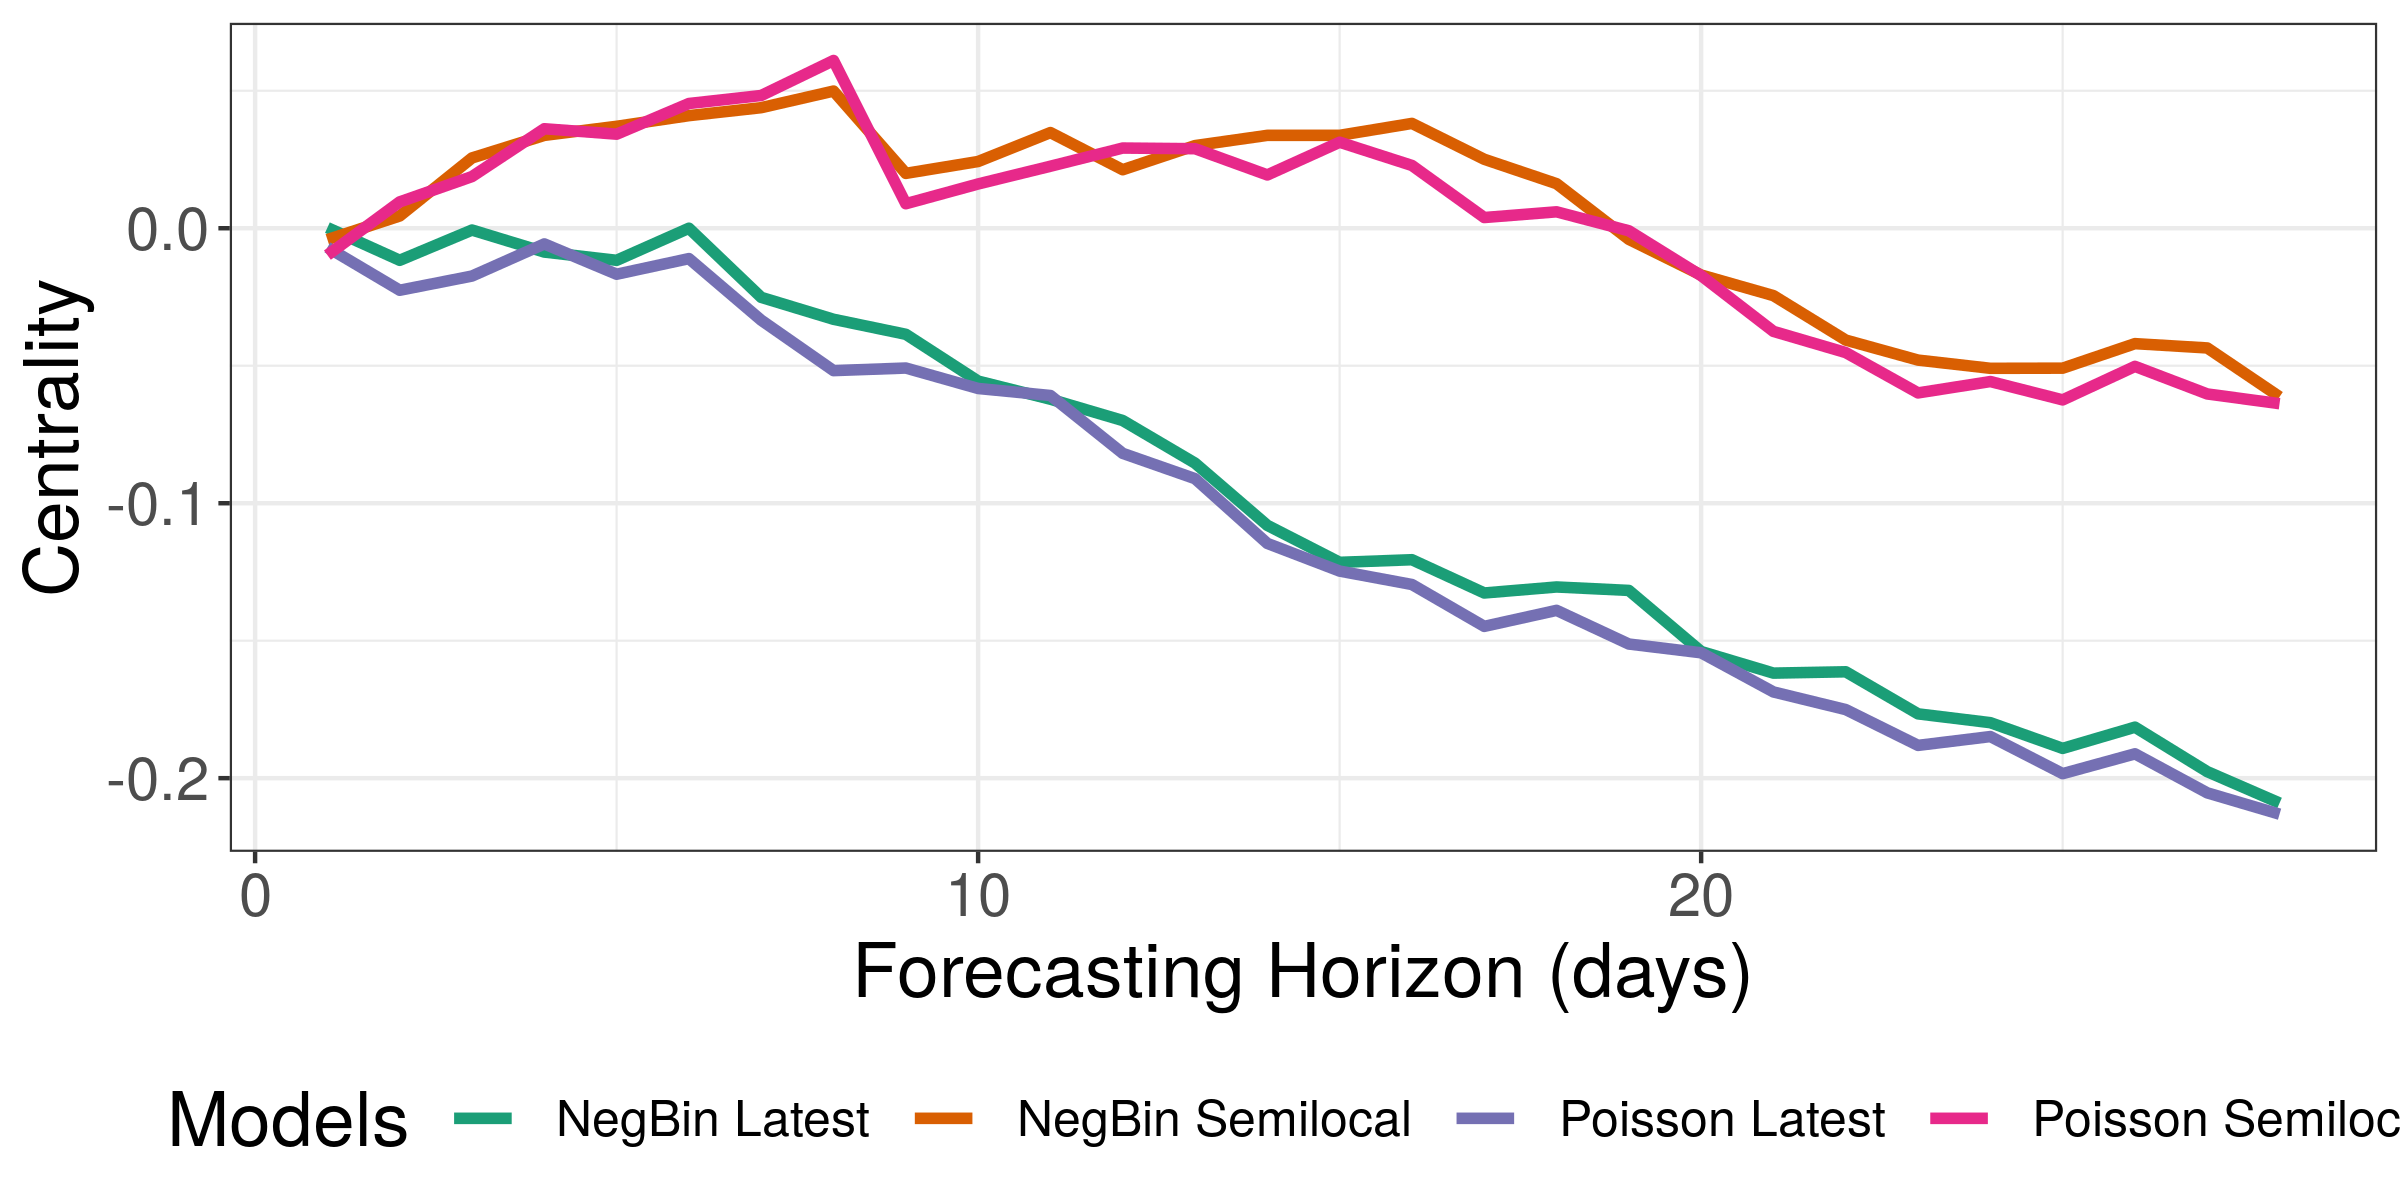 Centrality
0.0
-0.1
-0.2
0 10 20
Forecasting Horizon (days)
Models NegBin Latest NegBin Semilocal Poisson Latest Poisson Semiloc